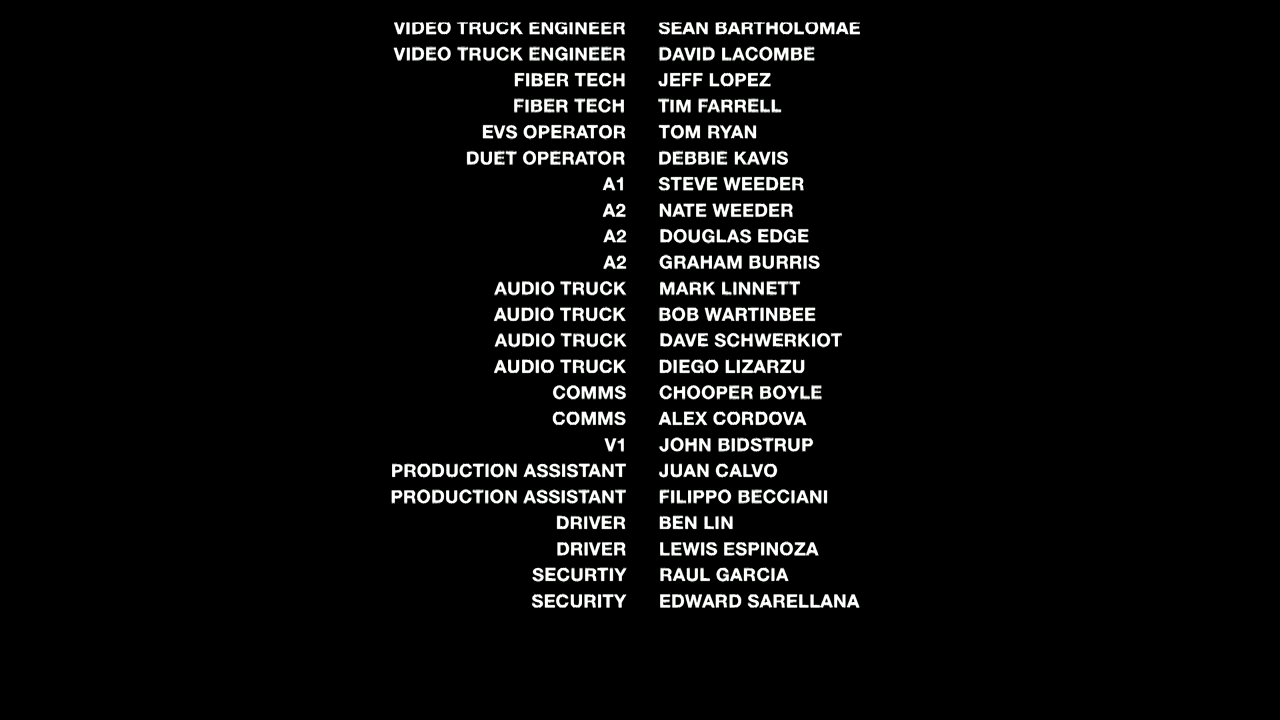 VIDEO TRUCK ENGINEER SEAN BARTHOLOMAE
VIDEO TRUCK ENGINEER DAVID LACOMBE
FIBER TECH JEFF LOPEZ
FIBER TECH TIM FARRELL
EVS OPERATOR TOM RYAN
DUET OPERATOR DEBBIE KAVIS
A1 STEVE WEEDER
A2 NATE WEEDER
A2 DOUGLAS EDGE
A2 GRAHAM BURRIS
AUDIO TRUCK MARK LINNETT
AUDIO TRUCK BOB WARTINBEE
AUDIO TRUCK DAVE SCHWERKIOT
AUDIO TRUCK DIEGO LIZARZU
COMMS CHOOPER BOYLE
COMMS ALEX CORDOVA
V1 JOHN BIDSTRUP
PRODUCTION ASSISTANT JUAN CALVO
PRODUCTION ASSISTANT FILIPPO BECCIANI
DRIVER BEN LIN
DRIVER LEWIS ESPINOZA
SECURTIY RAUL GARCIA
SECURITY EDWARD SARELLANA